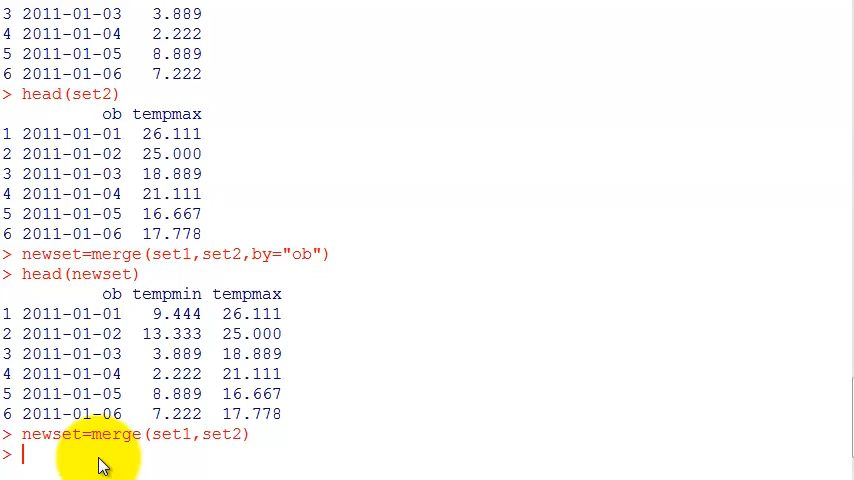 3 2011-01-03   3.889
4 2011-01-04   2.222
5 2011-01-05   8.889
6 2011-01-06   7.222
> head(set2)
          ob tempmax
1 2011-01-01  26.111
2 2011-01-02  25.000
3 2011-01-03  18.889
4 2011-01-04  21.111
5 2011-01-05  16.667
6 2011-01-06  17.778
> newset=merge(set1,set2,by="ob")
> head(newset)
          ob tempmin tempmax
1 2011-01-01   9.444  26.111
2 2011-01-02  13.333  25.000
3 2011-01-03   3.889  18.889
4 2011-01-04   2.222  21.111
5 2011-01-05   8.889  16.667
6 2011-01-06   7.222  17.778
> newset=merge(set1,set2)
>